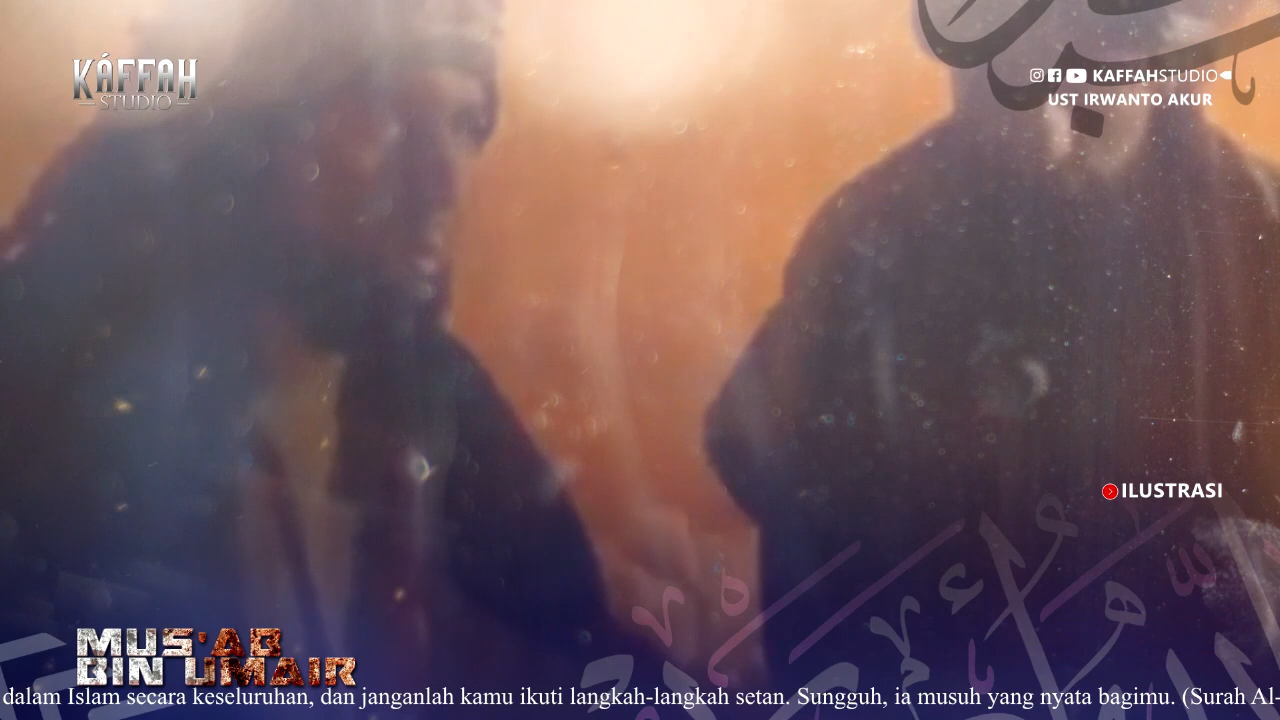 KÁFFAH
STUDIO
KAFFAHSTUDIO
UST IRWANTO AKUR
ILUSTRASI
MUS'AB
BIN UMAIR
dalam Islam secara keseluruhan, dan janganlah kamu ikuti langkah-langkah setan. Sungguh, ia musuh yang nyata bagimu. (Surah Al-